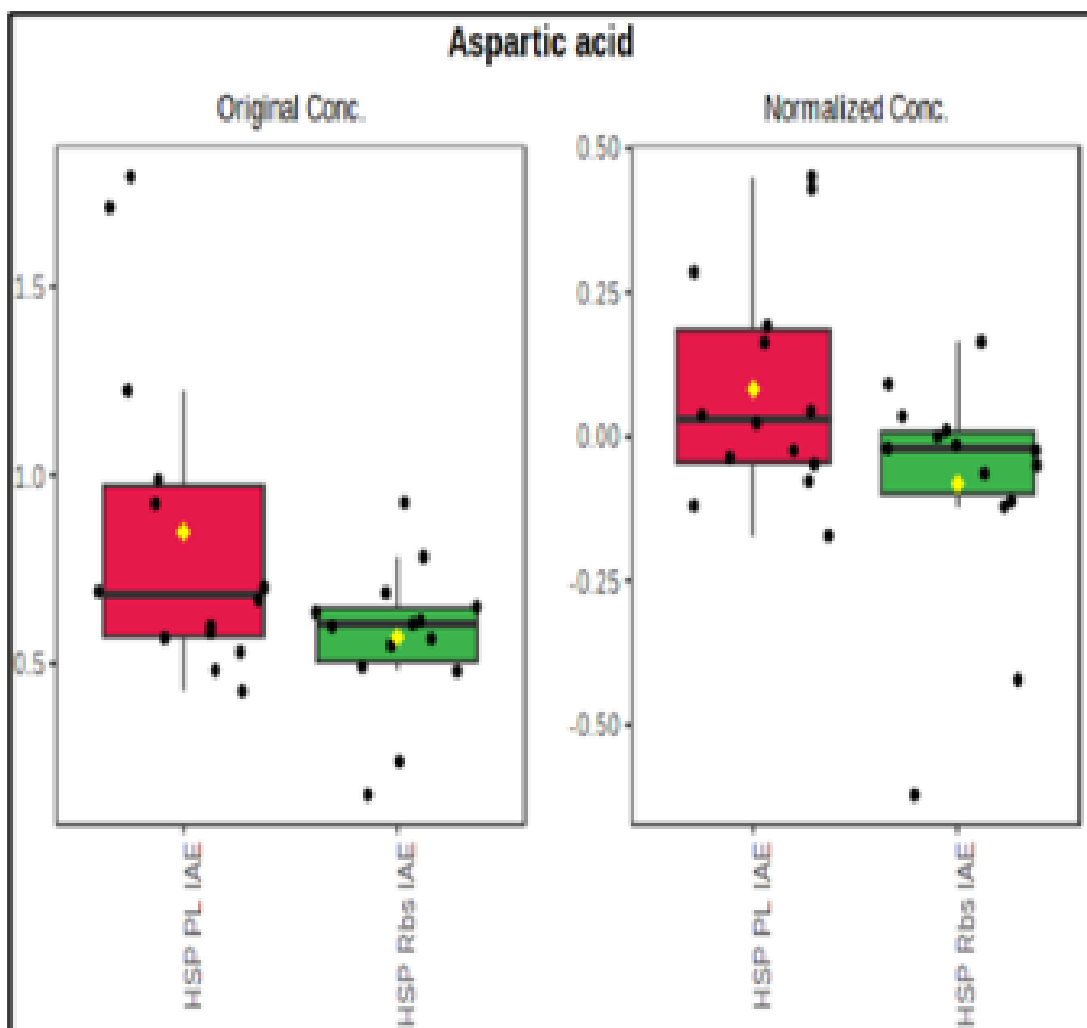 Aspartic acid
Original Conc.
Normalized Conc.
1.5
1.0
0.5
0.50
0.25
0.00
-0.25
-0.50
HSP PL IAE
HSP Rbs IAE
HSP PL IAE
HSP Rbs IAE